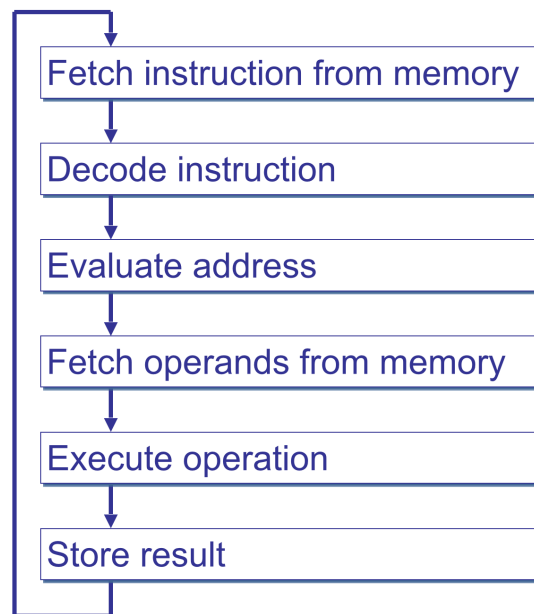 Fetch instruction from memory
Decode instruction
Evaluate address
Fetch operands from memory
Execute operation
Store result